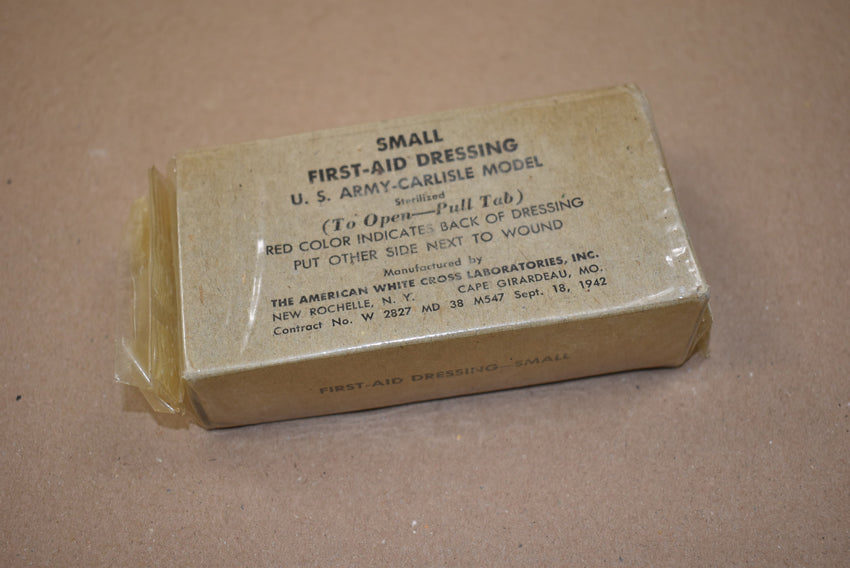 SMALL
FIRST-AID DRESSING
U. S. ARMY-CARLISLE MODEL
Sterilized
(To Open—Pull Tab)
RED COLOR INDICATES BACK OF DRESSING
PUT OTHER SIDE NEXT TO WOUND
Manufactured by
THE AMERICAN WHITE CROSS LABORATORIES, INC.
NEW ROCHELLE, N. Y. CAPE GIRARDEAU, MO.
Contract No. W 2827 MD 38 M547 Sept. 18, 1942
FIRST-AID DRESSING—SMALL